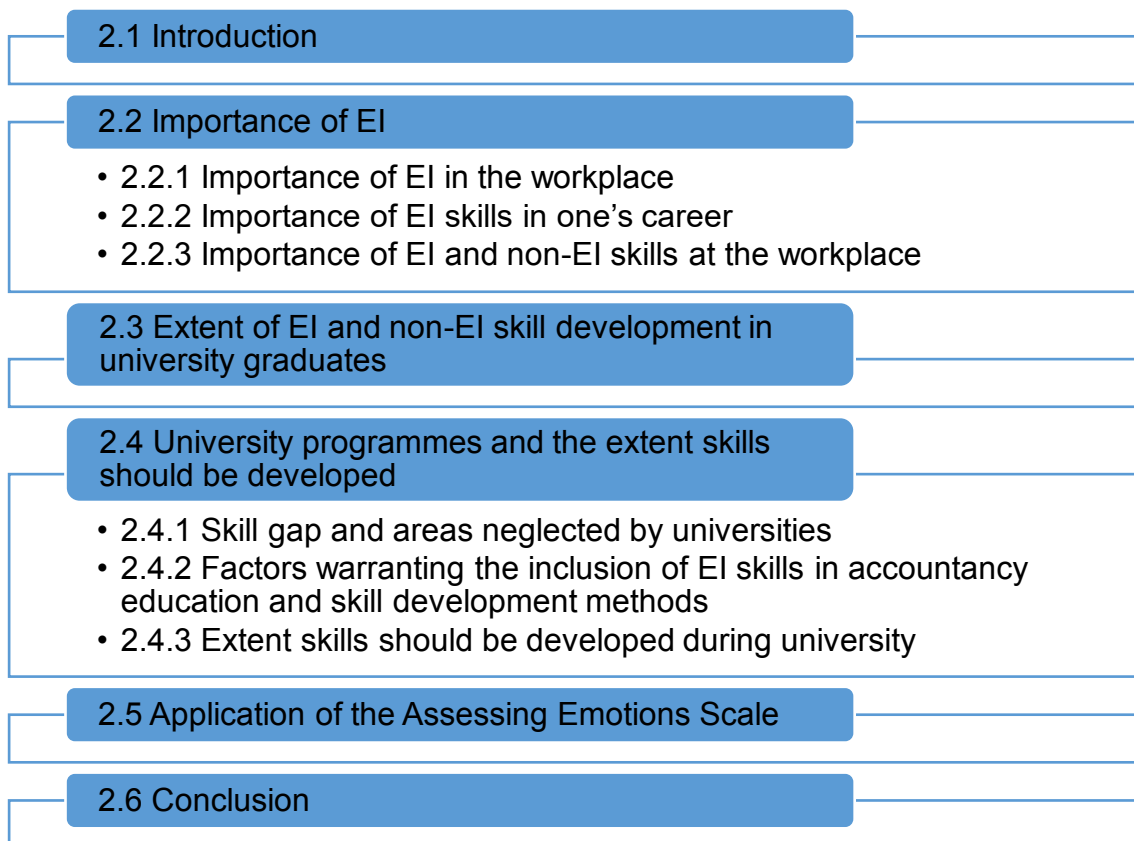 2.1 Introduction
2.2 Importance of EI
• 2.2.1 Importance of EI in the workplace
• 2.2.2 Importance of EI skills in one’s career
• 2.2.3 Importance of EI and non-EI skills at the workplace
2.3 Extent of EI and non-EI skill development in
university graduates
2.4 University programmes and the extent skills
should be developed
• 2.4.1 Skill gap and areas neglected by universities
• 2.4.2 Factors warranting the inclusion of EI skills in accountancy
education and skill development methods
• 2.4.3 Extent skills should be developed during university
2.5 Application of the Assessing Emotions Scale
2.6 Conclusion